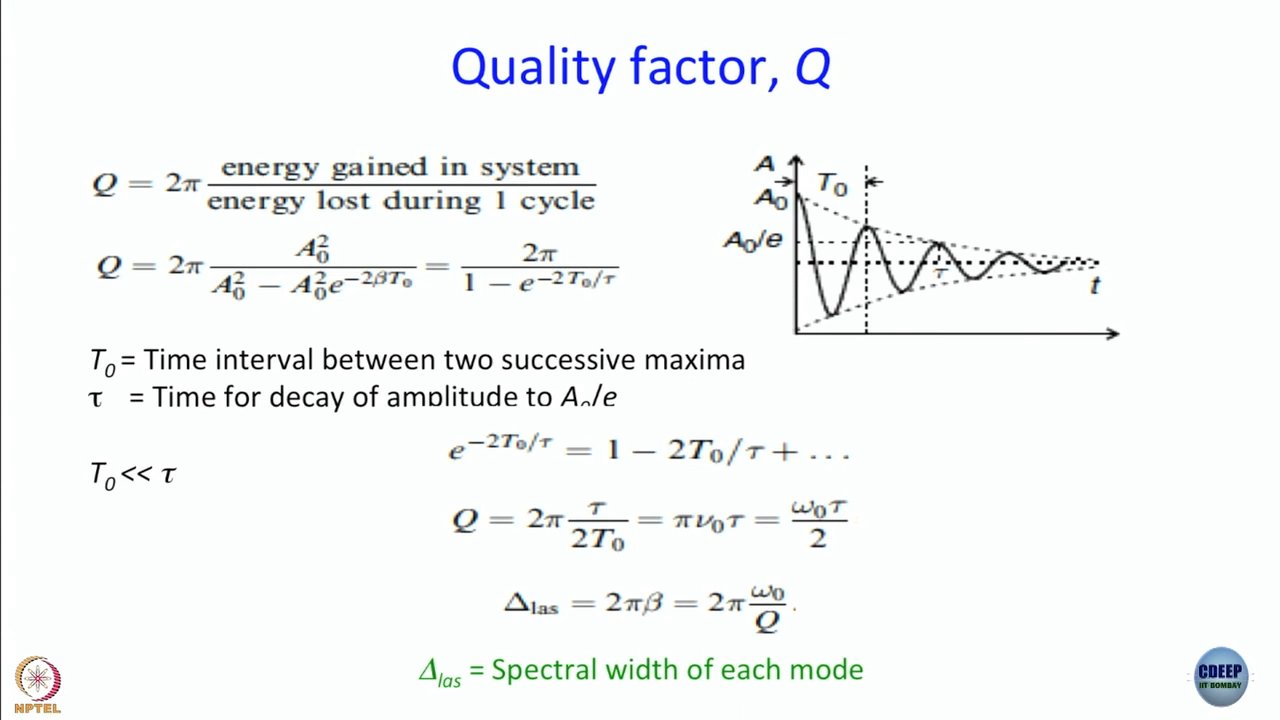 Quality factor, Q
Q = 2π energy gained in system / energy lost during 1 cycle
Q = 2π A₀² / (A₀² − A₀²e^(−2βT₀)) = 2π / (1 − e^(−2T₀/τ))
A
T₀
A₀
A₀/e
τ
t
T₀ = Time interval between two successive maxima
τ = Time for decay of amplitude to A₀/e
e^(−2T₀/τ) = 1 − 2T₀/τ + ...
T₀ << τ
Q = 2π τ / 2T₀ = πν₀τ = ω₀τ / 2
Δ_las = 2πβ = 2π ω₀ / Q .
Δ_las = Spectral width of each mode
NPTEL
CDEEP
IIT BOMBAY